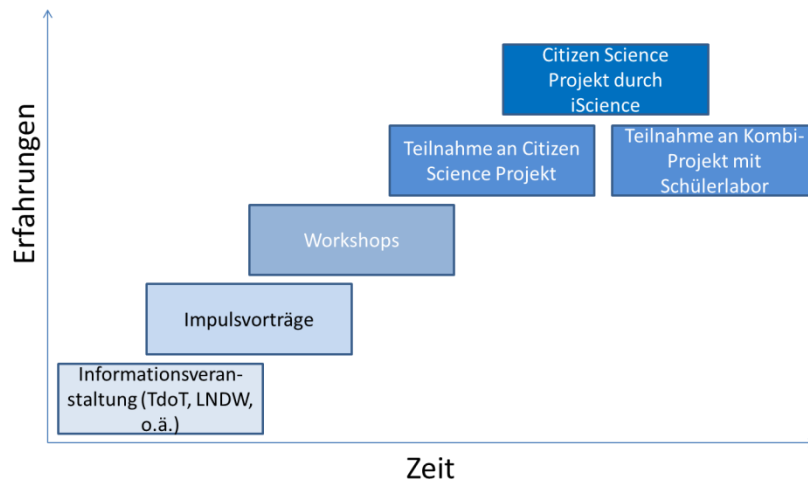 Erfahrungen
Citizen Science
Projekt durch
iScience
Teilnahme an Citizen
Science Projekt
Teilnahme an Kombi-
Projekt mit
Schülerlabor
Workshops
Impulsvorträge
Informationsveran-
staltung (TdoT, LNDW,
o.ä.)
Zeit